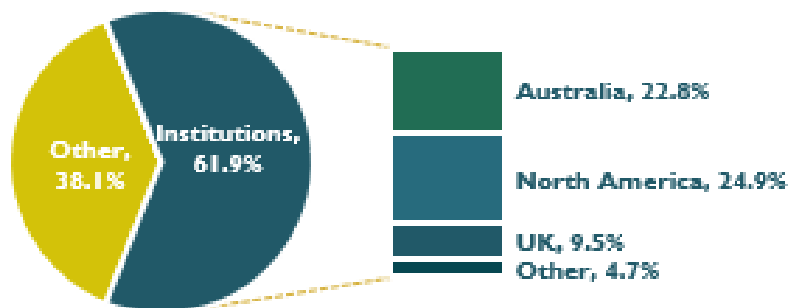 Other,
38.1%
Institutions,
61.9%
Australia, 22.8%
North America, 24.9%
UK, 9.5%
Other, 4.7%